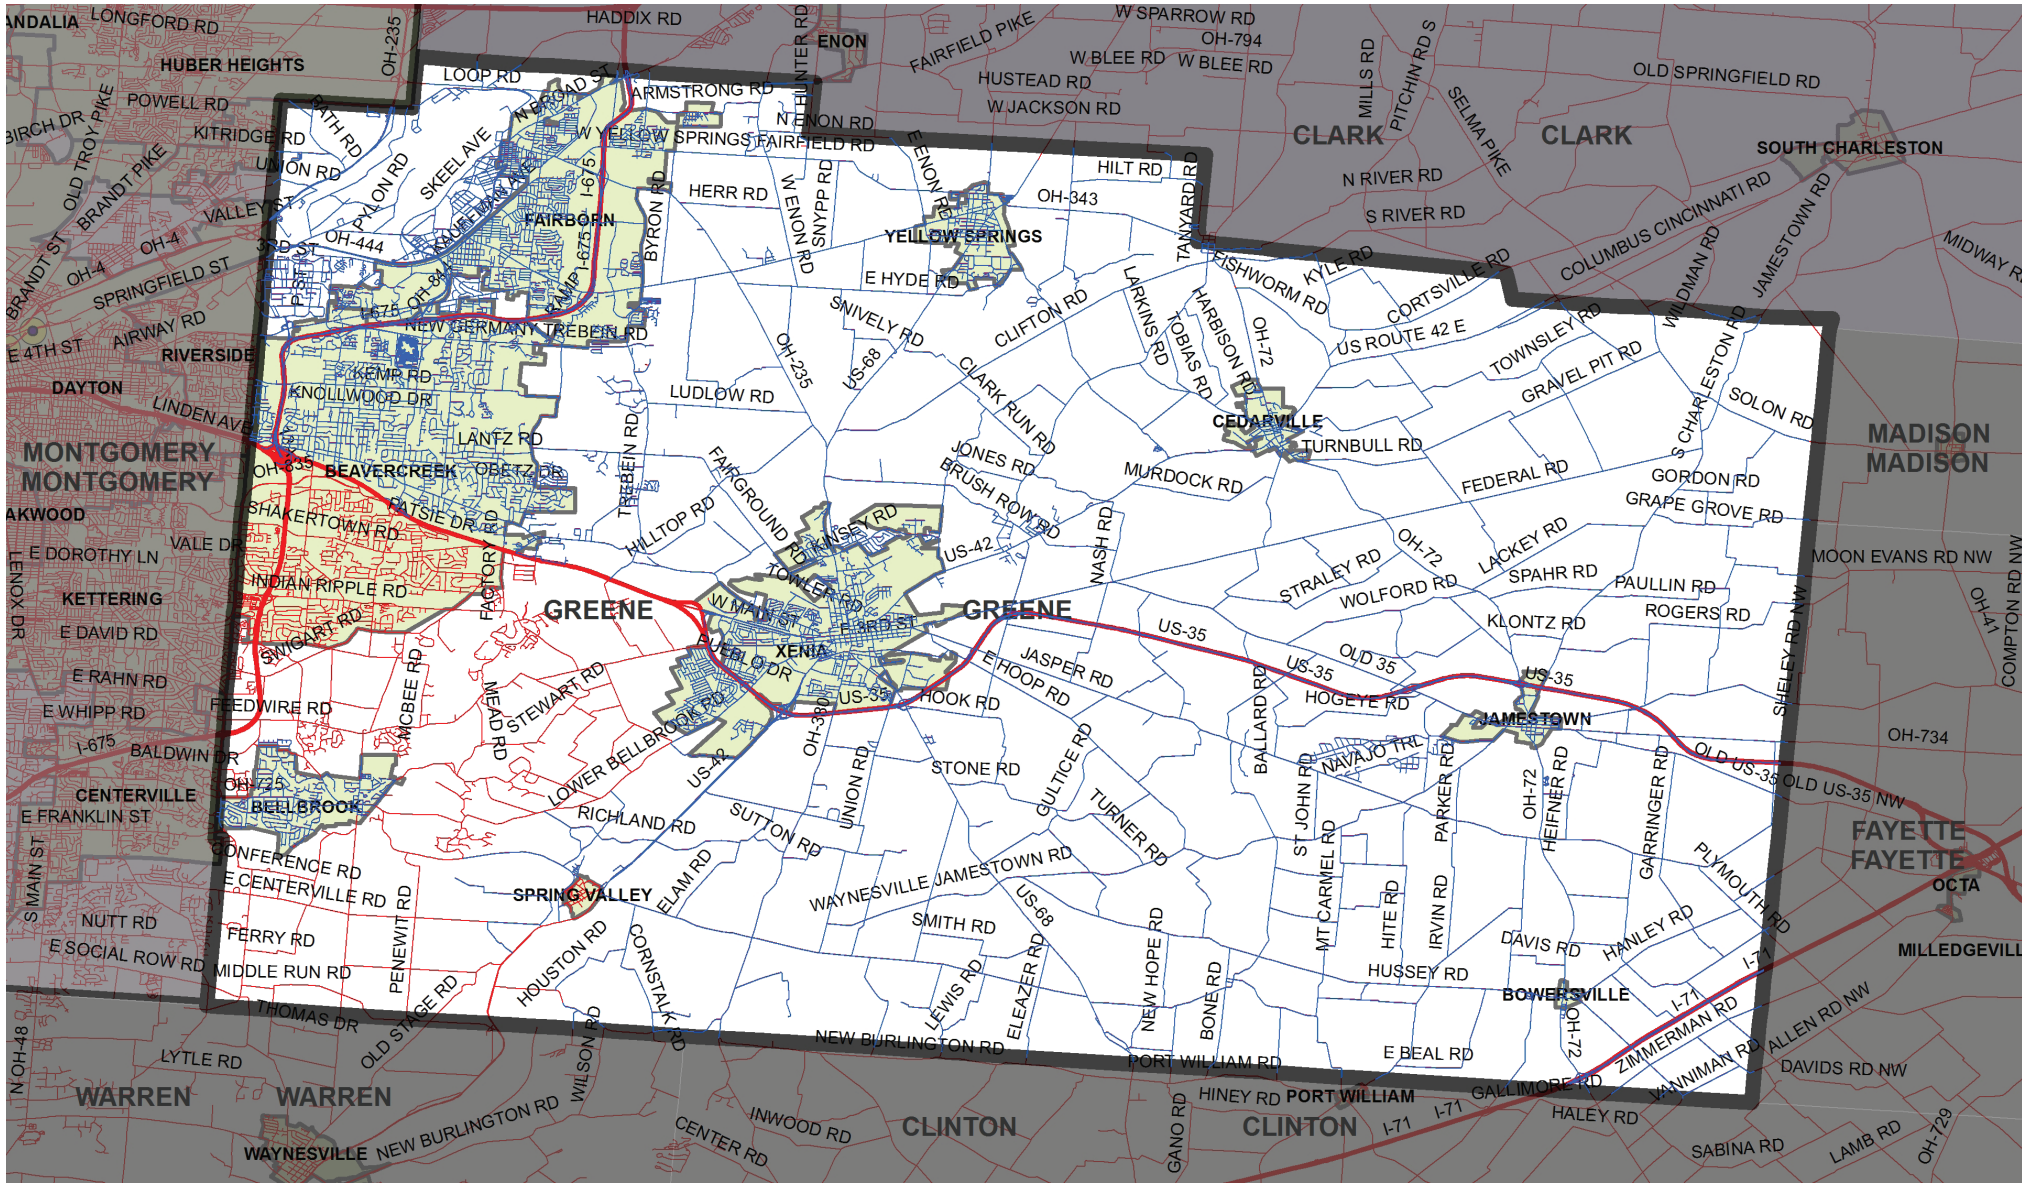 ANDALIA
LONGFORD RD
OH-235
HADDIX RD
HUNTER RD
ENON
FAIRFIELD PIKE
W SPARROW RD
OH-794
W BLEE RD
W BLEE RD
MILLS RD
PITCHIN RD S
SELMA PIKE
OLD SPRINGFIELD RD
HUBER HEIGHTS
LOOP RD
N BROAD ST
ARMSTRONG RD
HUSTEAD RD
W JACKSON RD
POWELL RD
BIRCH DR
OLD TROY PIKE
KITRIDGE RD
BATH RD
N ENON RD
W YELLOW SPRINGS FAIRFIELD RD
CLARK
CLARK
SOUTH CHARLESTON
BRANDT PIKE
UNION RD
PYLON RD
SKEEL AVE
KAUFFMAN AVE
I-675
HERR RD
W ENON RD
SNYPP RD
E ENON RD
HILT RD
TANYARD RD
OH-343
N RIVER RD
S RIVER RD
COLUMBUS CINCINNATI RD
JAMESTOWN RD
WILDMAN RD
VALLEY ST
FAIRBORN
BYRON RD
YELLOW SPRINGS
BRANDT ST
OH-4
OH-4
3RD ST
OH-444
I-675
SPRINGFIELD ST
P ST
OH-844
RAMP
E HYDE RD
FISHWORM RD
KYLE RD
CORTSVILLE RD
MIDWAY R
AIRWAY RD
E 4TH ST
RIVERSIDE
I-675
NEW GERMANY TREBEIN RD
SNIVELY RD
US-68
OH-235
CLIFTON RD
LARKINS RD
TOBIAS RD
HARBISON RD
OH-72
US ROUTE 42 E
TOWNSLEY RD
GRAVEL PIT RD
S CHARLESTON RD
SOLON RD
DAYTON
LINDEN AVE
KEMP RD
KNOLLWOOD DR
LUDLOW RD
CLARK RUN RD
CEDARVILLE
TURNBULL RD
MADISON
MADISON
MONTGOMERY
MONTGOMERY
LANTZ RD
OBETZ DR
BEAVERCREEK
OH-835
TREBEIN RD
FAIRGROUND RD
JONES RD
BRUSH ROW RD
MURDOCK RD
FEDERAL RD
GORDON RD
GRAPE GROVE RD
AKWOOD
SHAKERTOWN RD
PATSIE DR
FACTORY RD
HILLTOP RD
KINSEY RD
US-42
NASH RD
OH-72
LACKEY RD
MOON EVANS RD NW
VALE DR
E DOROTHY LN
LENOX DR
INDIAN RIPPLE RD
KETTERING
TOWLER RD
STRALEY RD
WOLFORD RD
SPAHR RD
PAULLIN RD
ROGERS RD
OH-41
COMPTON RD NW
SHELEY RD NW
GREENE
GREENE
W MAIN ST
E 3RD ST
XENIA
PUEBLO DR
US-35
KLONTZ RD
E DAVID RD
SWIGART RD
OLD 35
E RAHN RD
MCBEE RD
MEAD RD
STEWART RD
JASPER RD
E HOOP RD
US-35
US-35
E WHIPP RD
FEEDWIRE RD
LOWER BELLBROOK RD
US-35
HOOK RD
OH-380
BALLARD RD
HOGEYE RD
JAMESTOWN
I-675
BALDWIN DR
US-42
STONE RD
GULTICE RD
NAVAJO TRL
OLD US-35
OH-734
OLD US-35 NW
OH-725
CENTERVILLE
BELLBROOK
UNION RD
ST JOHN RD
PARKER RD
OH-72
HEIFNER RD
GARRINGER RD
E FRANKLIN ST
RICHLAND RD
SUTTON RD
TURNER RD
FAYETTE
FAYETTE
S MAIN ST
CONFERENCE RD
E CENTERVILLE RD
PENEWIT RD
SPRING VALLEY
ELAM RD
WAYNESVILLE JAMESTOWN RD
US-68
MT CARMEL RD
HITE RD
IRVIN RD
PLYMOUTH RD
OCTA
NUTT RD
FERRY RD
SMITH RD
DAVIS RD
HANLEY RD
MILLEDGEVILL
E SOCIAL ROW RD
MIDDLE RUN RD
HOUSTON RD
CORNSTALK RD
LEWIS RD
ELEAZER RD
NEW HOPE RD
BONE RD
HUSSEY RD
I-71
BOWERSVILLE
I-71
THOMAS DR
OLD STAGE RD
WILSON RD
NEW BURLINGTON RD
PORT WILLIAM RD
E BEAL RD
OH-72
ZIMMERMAN RD
VANNIMAN RD
ALLEN RD NW
N OH-48
LYTLE RD
DAVIDS RD NW
WARREN
WARREN
HINEY RD
PORT WILLIAM
GALLIMORE RD
I-71
HALEY RD
NEW BURLINGTON RD
WAYNESVILLE
CENTER RD
INWOOD RD
CLINTON
GANO RD
CLINTON
I-71
SABINA RD
LAMB RD
OH-729